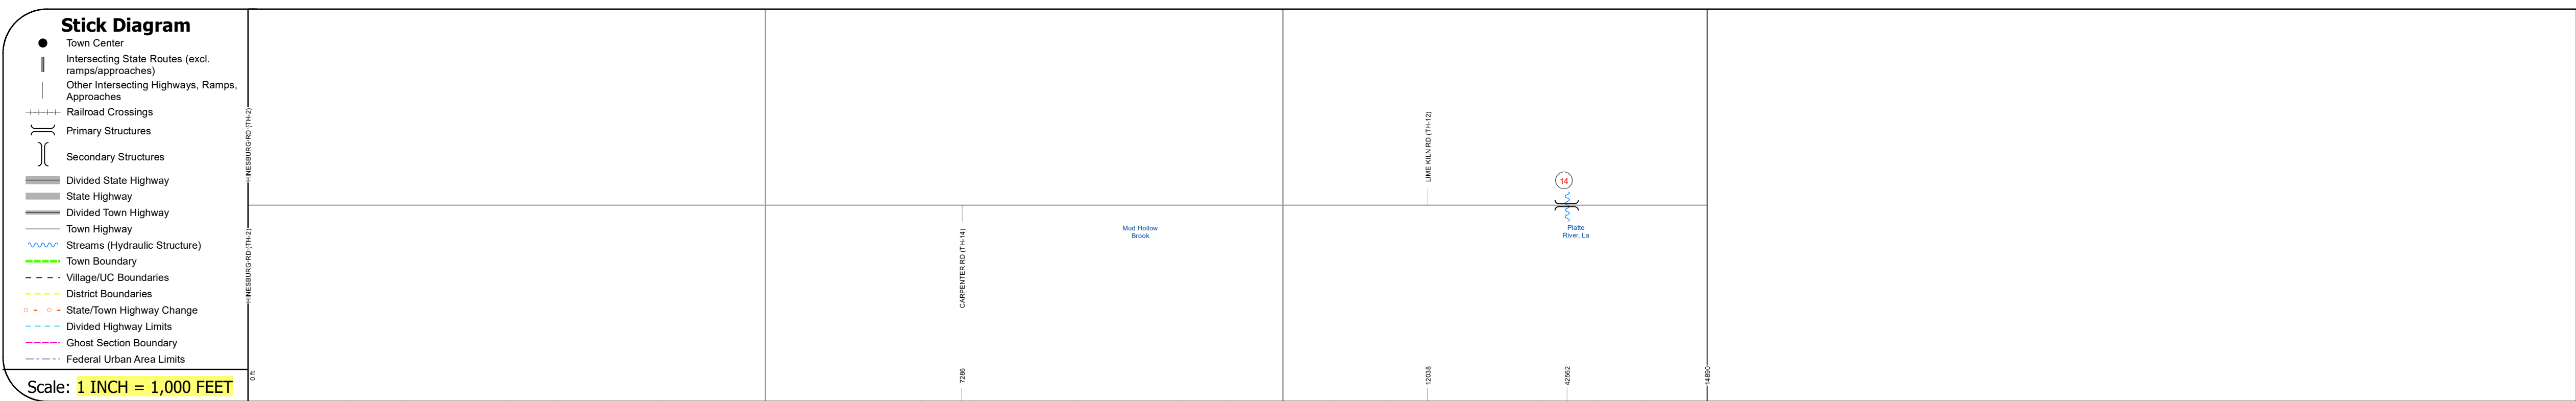 Stick Diagram
Town Center
Intersecting State Routes (excl.
ramps/approaches)
Other Intersecting Highways, Ramps,
Approaches
Railroad Crossings
Primary Structures
Secondary Structures
Divided State Highway
State Highway
Divided Town Highway
Town Highway
Streams (Hydraulic Structure)
Town Boundary
Village/UC Boundaries
District Boundaries
State/Town Highway Change
Divided Highway Limits
Ghost Section Boundary
Federal Urban Area Limits
Scale: 1 INCH = 1,000 FEET
HINESBURG RD (TH-2)
HINESBURG RD (TH-2)
0 ft
CARPENTER RD (TH-14)
7286
Mud Hollow
Brook
LIME KILN RD (TH-12)
12038
14
Platte
River, La
42562
14890